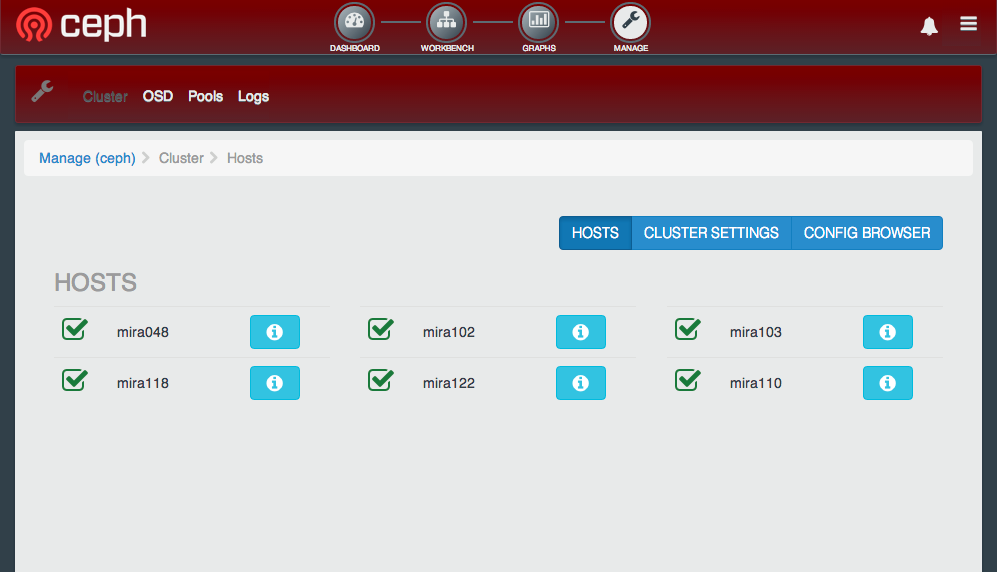 ceph
DASHBOARD WORKBENCH GRAPHS MANAGE
Cluster OSD Pools Logs
Manage (ceph) Cluster Hosts
HOSTS CLUSTER SETTINGS CONFIG BROWSER
HOSTS
mira048 mira102 mira103
mira118 mira122 mira110